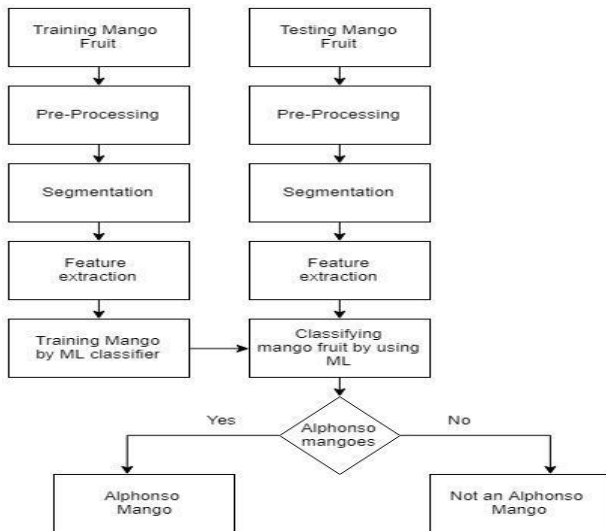 Training Mango
Fruit
Testing Mango
Fruit
Pre-Processing
Pre-Processing
Segmentation
Segmentation
Feature
extraction
Feature
extraction
Training Mango
by ML classifier
Classifying
mango fruit by using
ML
Yes
Alphonso
mangoes
No
Alphonso
Mango
Not an Alphonso
Mango